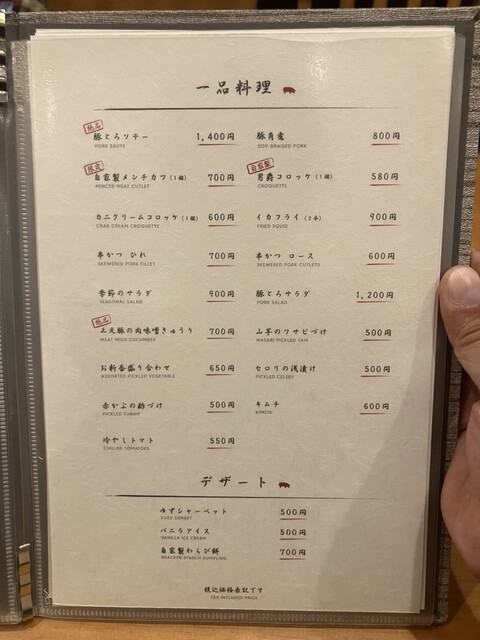 一品料理
絶品
豚とろソテー 1,400円
PORK SAUTE
豚角煮 800円
SOY-BRAISED PORK
限定
自家製メンチカツ(1個) 700円
MINCED MEAT CUTLET
自家製
男爵コロッケ(1個) 580円
CROQUETTE
カニクリームコロッケ(1個) 600円
CRAB CREAM CROQUETTE
イカフライ(2本) 900円
FRIED SQUID
串かつ ひれ 700円
SKEWERED PORK FILLET
串かつ ロース 600円
SKEWERED PORK CUTLETS
季節のサラダ 900円
SEASONAL SALAD
豚とろサラダ 1,200円
PORK SALAD
絶品
正元豚の肉味噌きゅうり 700円
MEAT MISO CUCUMBER
山芋のワサビづけ 500円
WASABI PICKLED YAM
お新香盛り合わせ 650円
ASSORTED PICKLED VEGETABLE
セロリの浅漬け 500円
PICKLED CELERY
赤かぶの酢づけ 500円
PICKLED TURNIP
キムチ 600円
KIMCHI
冷やしトマト 550円
CHILLED TOMATOES
デザート
ゆずシャーベット 500円
YUZU SORBET
バニラアイス 500円
VANILLA ICE CREAM
自家製わらび餅 700円
BRACKEN STARCH DUMPLING
税込価格表記です
TAX INCLUDED PRICE